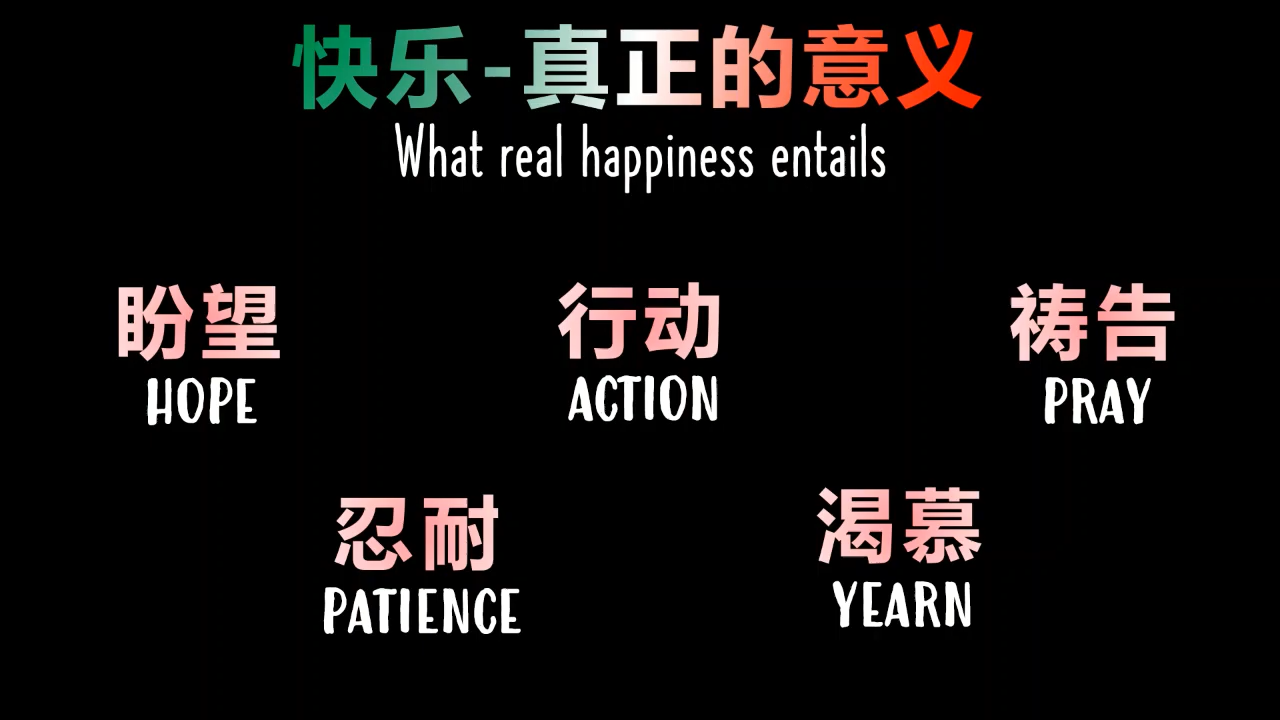 快乐-真正的意义
What real happiness entails
盼望
HOPE
行动
ACTION
祷告
PRAY
忍耐
PATIENCE
渴慕
YEARN